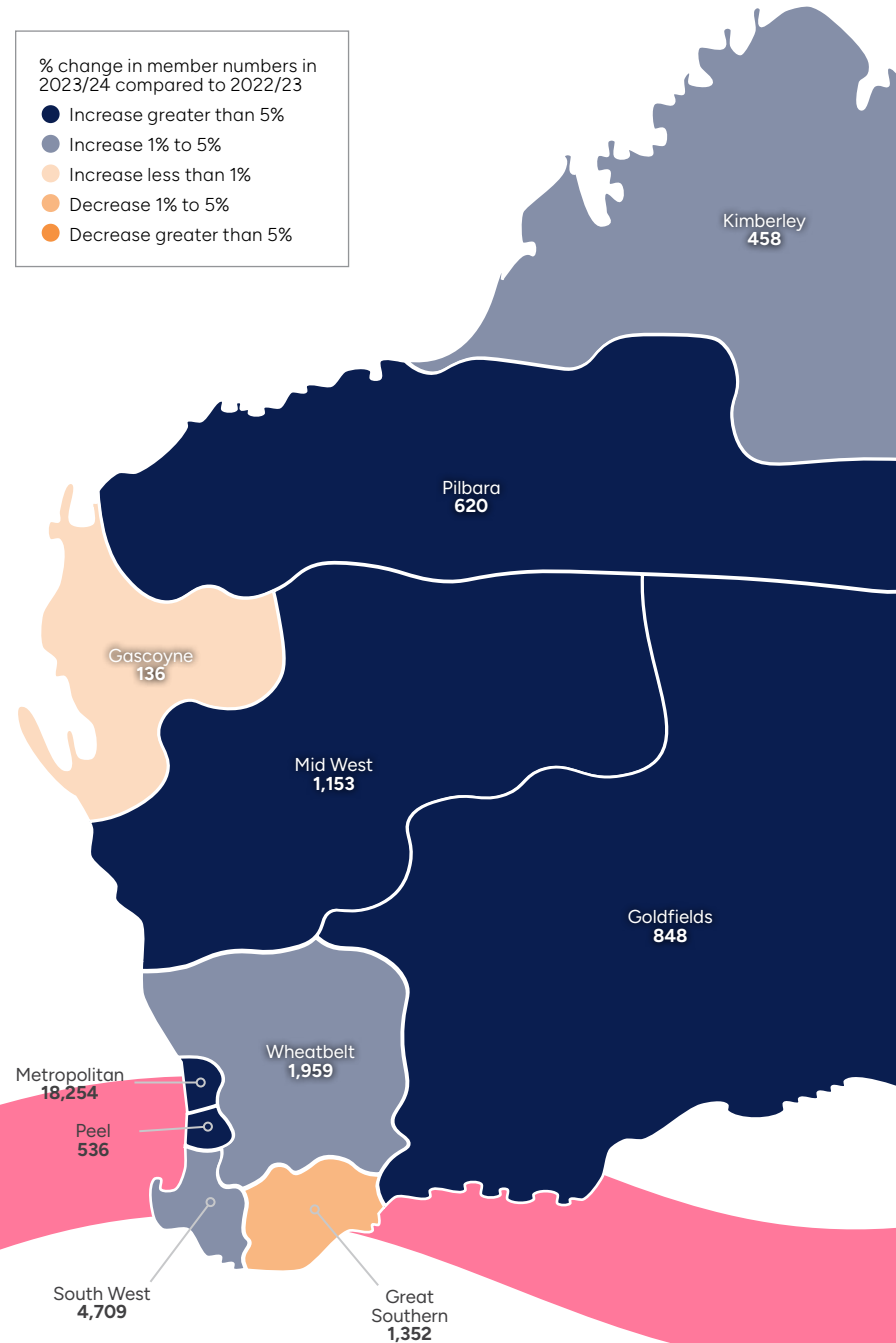 % change in member numbers in
2023/24 compared to 2022/23
Increase greater than 5%
Increase 1% to 5%
Increase less than 1%
Decrease 1% to 5%
Decrease greater than 5%
Kimberley
458
Pilbara
620
Gascoyne
136
Mid West
1,153
Goldfields
848
Wheatbelt
1,959
Metropolitan
18,254
Peel
536
South West
4,709
Great
Southern
1,352